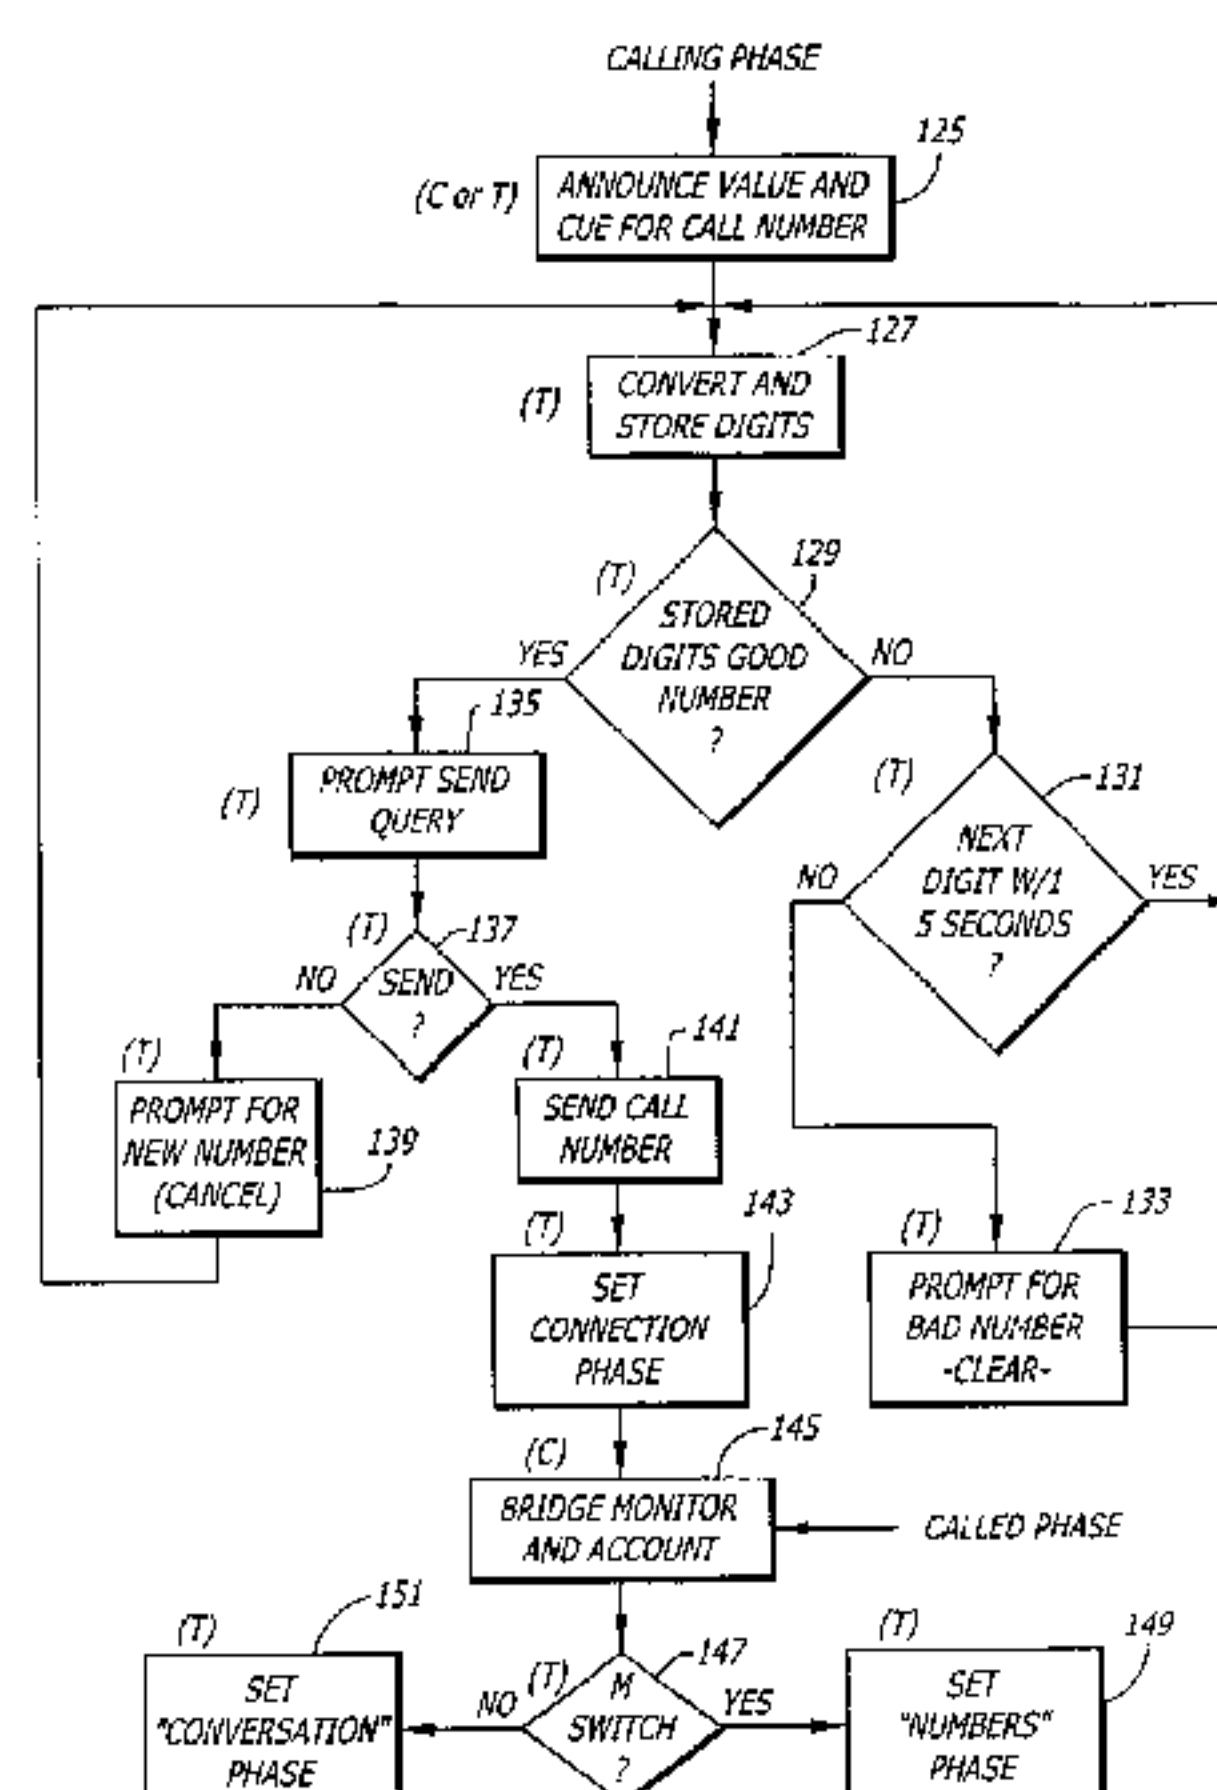 CALLING PHASE
125
(C or T)
ANNOUNCE VALUE AND
CUE FOR CALL NUMBER
127
(T)
CONVERT AND
STORE DIGITS
129
(T)
STORED
DIGITS GOOD
NUMBER
?
YES
NO
135
(T)
PROMPT SEND
QUERY
(T)
131
NEXT
DIGIT W/1
5 SECONDS
?
NO
YES
(T)
137
SEND
?
NO
YES
(T)
PROMPT FOR
NEW NUMBER
(CANCEL)
139
(T)
141
SEND CALL
NUMBER
143
(T)
SET
CONNECTION
PHASE
133
(T)
PROMPT FOR
BAD NUMBER
-CLEAR-
145
(C)
BRIDGE MONITOR
AND ACCOUNT
CALLED PHASE
151
(T)
SET
"CONVERSATION"
PHASE
147
(T)
M
SWITCH
?
NO
YES
149
(T)
SET
"NUMBERS"
PHASE